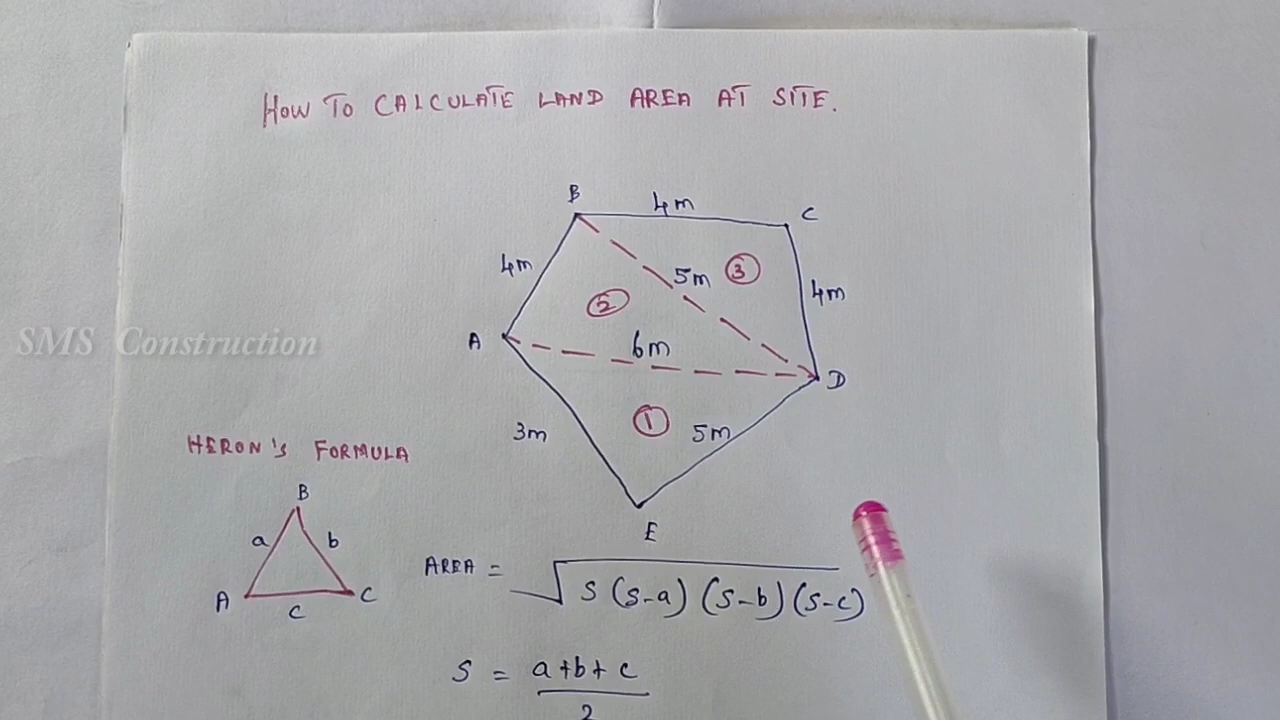 HOW TO CALCULATE LAND AREA AT SITE.
B
4m
C
4m
5m
3
4m
2
SMS Construction
A
6m
D
1
3m
5m
HERON'S FORMULA
B
E
a
b
AREA = √S(S-a)(S-b)(S-c)
A
C
C
S = a+b+c
2